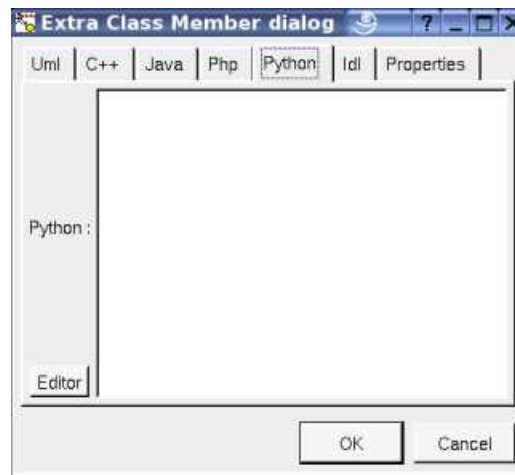 Extra Class Member dialog
Uml C++ Java Php Python Idl Properties
Python :
Editor
OK Cancel